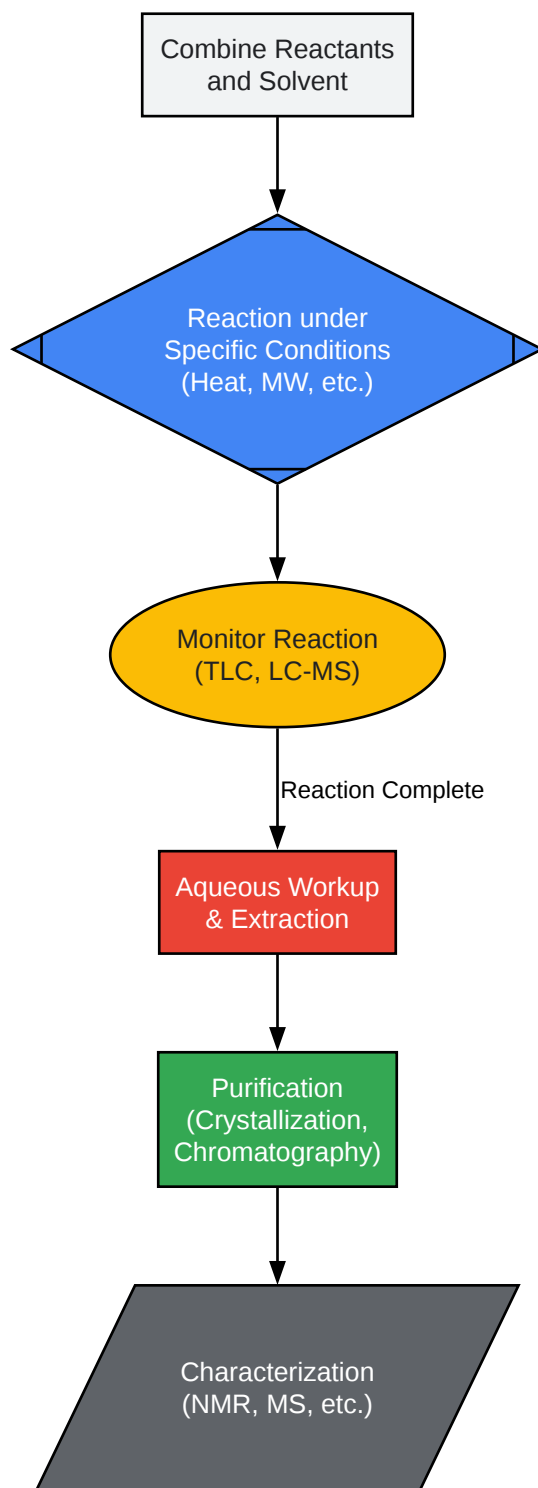 Combine Reactants
and Solvent
Reaction under
Specific Conditions
(Heat, MW, etc.)
Monitor Reaction
(TLC, LC-MS)
Reaction Complete
Aqueous Workup
& Extraction
Purification
(Crystallization,
Chromatography)
Characterization
(NMR, MS, etc.)